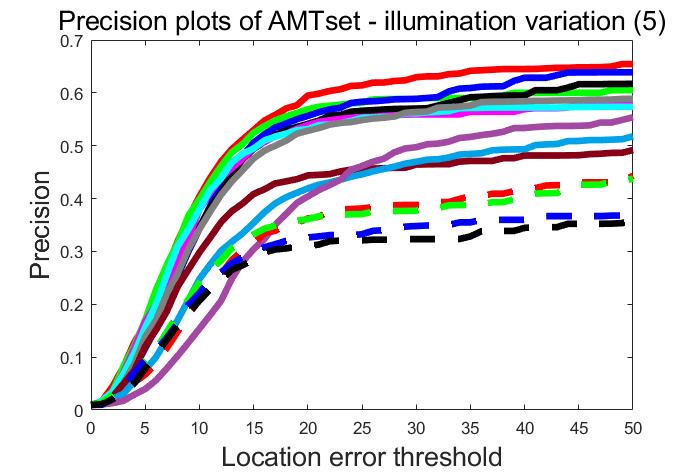 Precision plots of AMTset - illumination variation (5)
0.7
0.6
0.5
0.4
0.3
0.2
0.1
0
Precision
0 5 10 15 20 25 30 35 40 45 50
Location error threshold